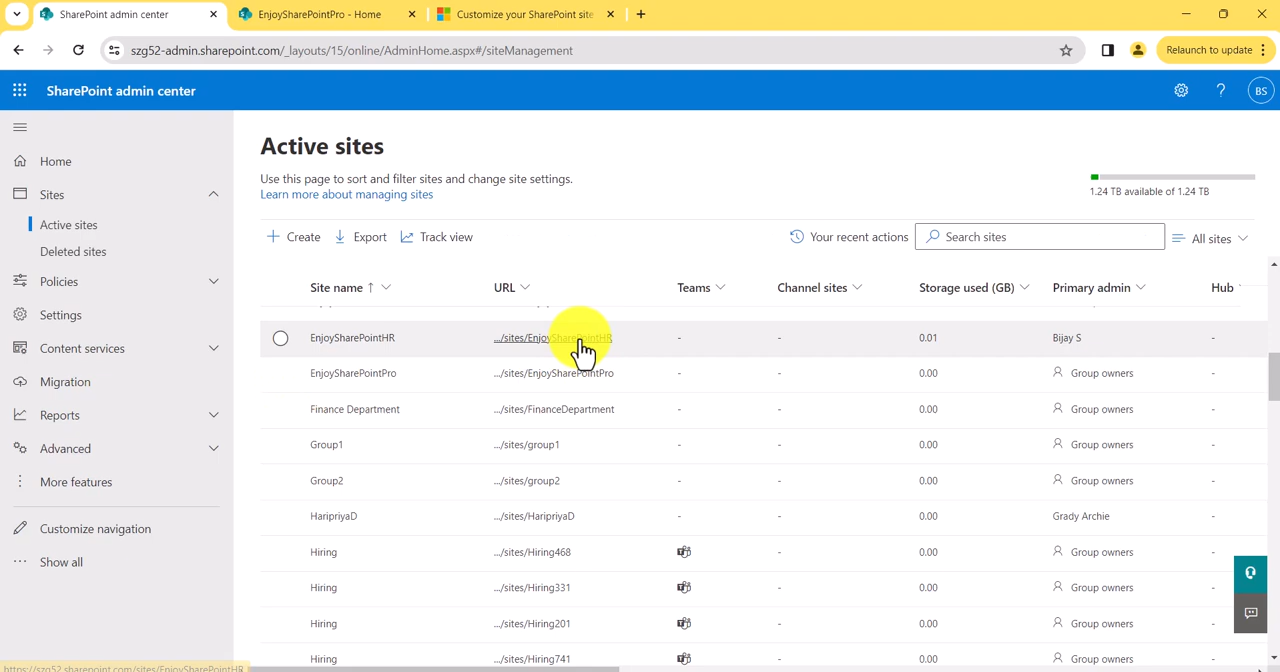 SharePoint admin center
EnjoySharePointPro - Home
Customize your SharePoint site
szg52-admin.sharepoint.com/_layouts/15/online/AdminHome.aspx#/siteManagement
Relaunch to update
SharePoint admin center
BS
Home
Sites
Active sites
Deleted sites
Policies
Settings
Content services
Migration
Reports
Advanced
More features
Customize navigation
Show all
Active sites
Use this page to sort and filter sites and change site settings.
Learn more about managing sites
1.24 TB available of 1.24 TB
Create Export Track view Your recent actions Search sites All sites
Site name ↑ URL Teams Channel sites Storage used (GB) Primary admin Hub
EnjoySharePointHR .../sites/EnjoySharePointHR - - 0.01 Bijay S -
EnjoySharePointPro .../sites/EnjoySharePointPro - - 0.00 Group owners -
Finance Department .../sites/FinanceDepartment - - 0.00 Group owners -
Group1 .../sites/group1 - - 0.00 Group owners -
Group2 .../sites/group2 - - 0.00 Group owners -
HaripriyaD .../sites/HaripriyaD - - 0.00 Grady Archie -
Hiring .../sites/Hiring468 - 0.00 Group owners -
Hiring .../sites/Hiring331 - 0.00 Group owners -
Hiring .../sites/Hiring201 - 0.00 Group owners -
Hiring .../sites/Hiring741 - 0.00 Group owners -
https://szg52.sharepoint.com/sites/EnjoySharePointHR